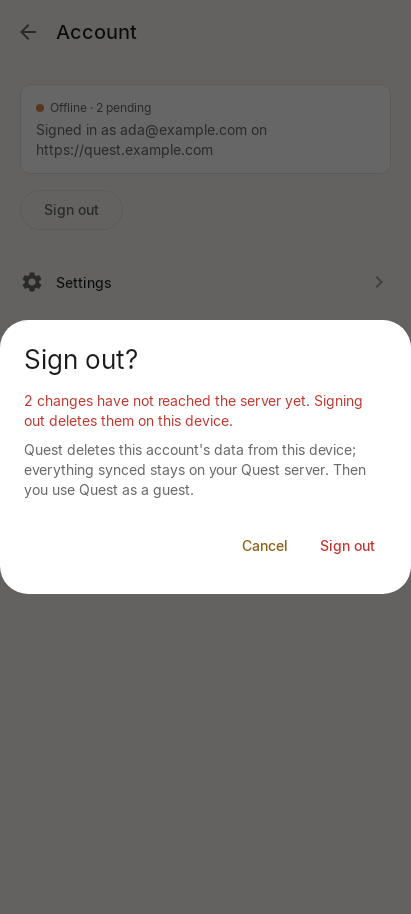 Account
Offline · 2 pending
Signed in as ada@example.com on
https://quest.example.com
Sign out
Settings
Sign out?
2 changes have not reached the server yet. Signing
out deletes them on this device.
Quest deletes this account's data from this device;
everything synced stays on your Quest server. Then
you use Quest as a guest.
Cancel
Sign out